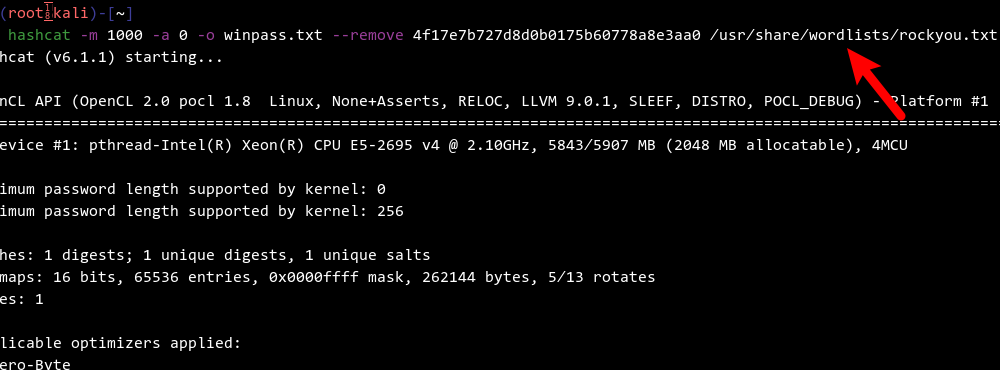 (root㉿kali)-[~]
hashcat -m 1000 -a 0 -o winpass.txt --remove 4f17e7b727d8d0b0175b60778a8e3aa0 /usr/share/wordlists/rockyou.txt
hcat (v6.1.1) starting...
nCL API (OpenCL 2.0 pocl 1.8  Linux, None+Asserts, RELOC, LLVM 9.0.1, SLEEF, DISTRO, POCL_DEBUG) - Platform #1
====================================================================================================================
evice #1: pthread-Intel(R) Xeon(R) CPU E5-2695 v4 @ 2.10GHz, 5843/5907 MB (2048 MB allocatable), 4MCU
imum password length supported by kernel: 0
imum password length supported by kernel: 256
hes: 1 digests; 1 unique digests, 1 unique salts
maps: 16 bits, 65536 entries, 0x0000ffff mask, 262144 bytes, 5/13 rotates
es: 1
licable optimizers applied:
ero-Byte